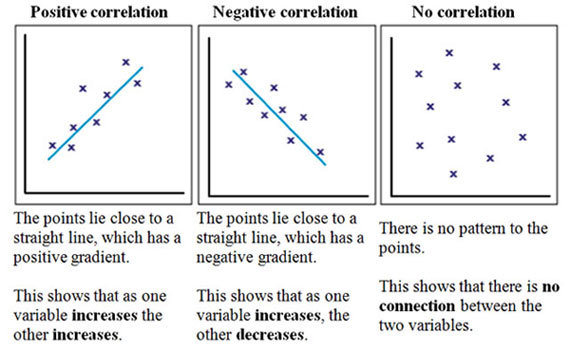 Positive correlation
Negative correlation
No correlation
The points lie close to a
straight line, which has a
positive gradient.
This shows that as one
variable increases the
other increases.
The points lie close to a
straight line, which has a
negative gradient.
This shows that as one
variable increases, the
other decreases.
There is no pattern to the
points.
This shows that there is no
connection between the
two variables.